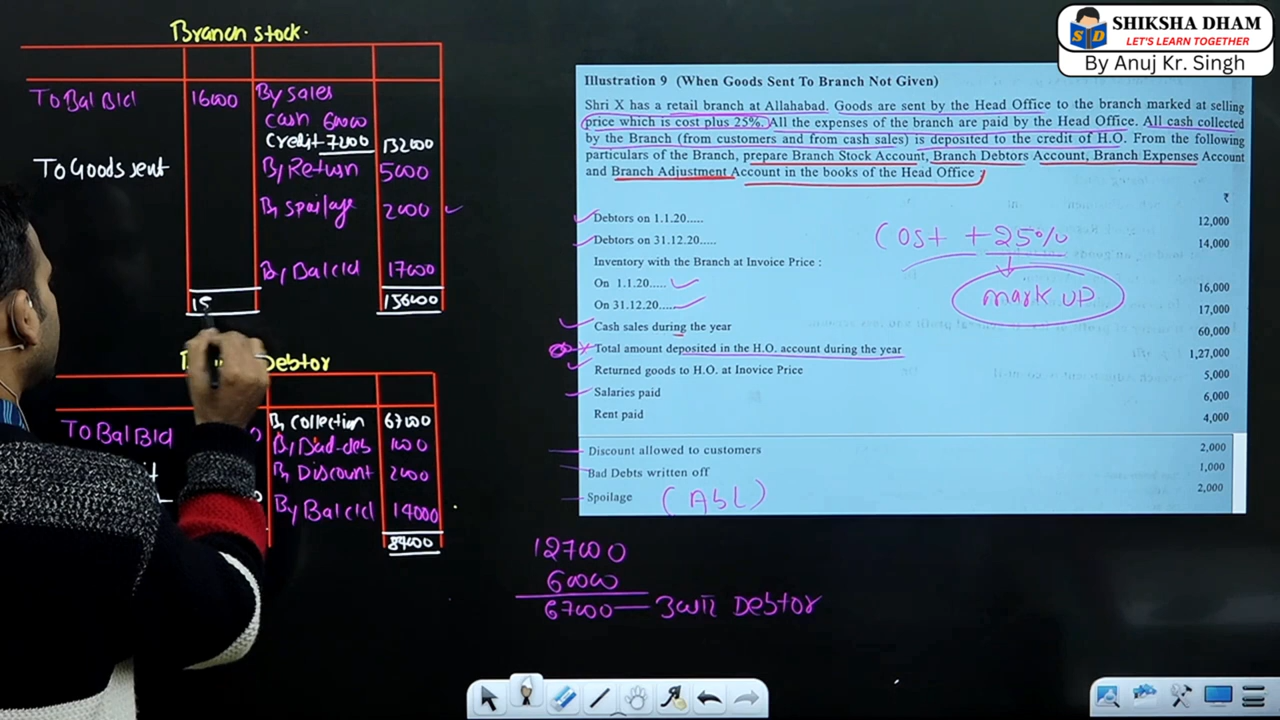 SHIKSHA DHAM
LET'S LEARN TOGETHER
By Anuj Kr. Singh
Branch stock.
To Bal Bld 16000 By sales
cash 60000
credit 72000 132000
To Goods sent By Return 5000
By spoilage 2000
By Bal cld 17000
15 156000
Debtor
To Bal Bld By collection 67000
By Bad-deb 1000
By Discount 2000
By Bal cld 14000
84000
Illustration 9 (When Goods Sent To Branch Not Given)
Shri X has a retail branch at Allahabad. Goods are sent by the Head Office to the branch marked at selling
price which is cost plus 25%. All the expenses of the branch are paid by the Head Office. All cash collected
by the Branch (from customers and from cash sales) is deposited to the credit of H.O. From the following
particulars of the Branch, prepare Branch Stock Account, Branch Debtors Account, Branch Expenses Account
and Branch Adjustment Account in the books of the Head Office :
₹
Debtors on 1.1.20..... 12,000
Debtors on 31.12.20..... 14,000
Inventory with the Branch at Invoice Price :
On 1.1.20..... 16,000
On 31.12.20..... 17,000
Cash sales during the year 60,000
Total amount deposited in the H.O. account during the year 1,27,000
Returned goods to H.O. at Inovice Price 5,000
Salaries paid 6,000
Rent paid 4,000
Discount allowed to customers 2,000
Bad Debts written off 1,000
Spoilage (AbL) 2,000
Cost + 25%
mark UP
127000
60000
67000 — Debtor